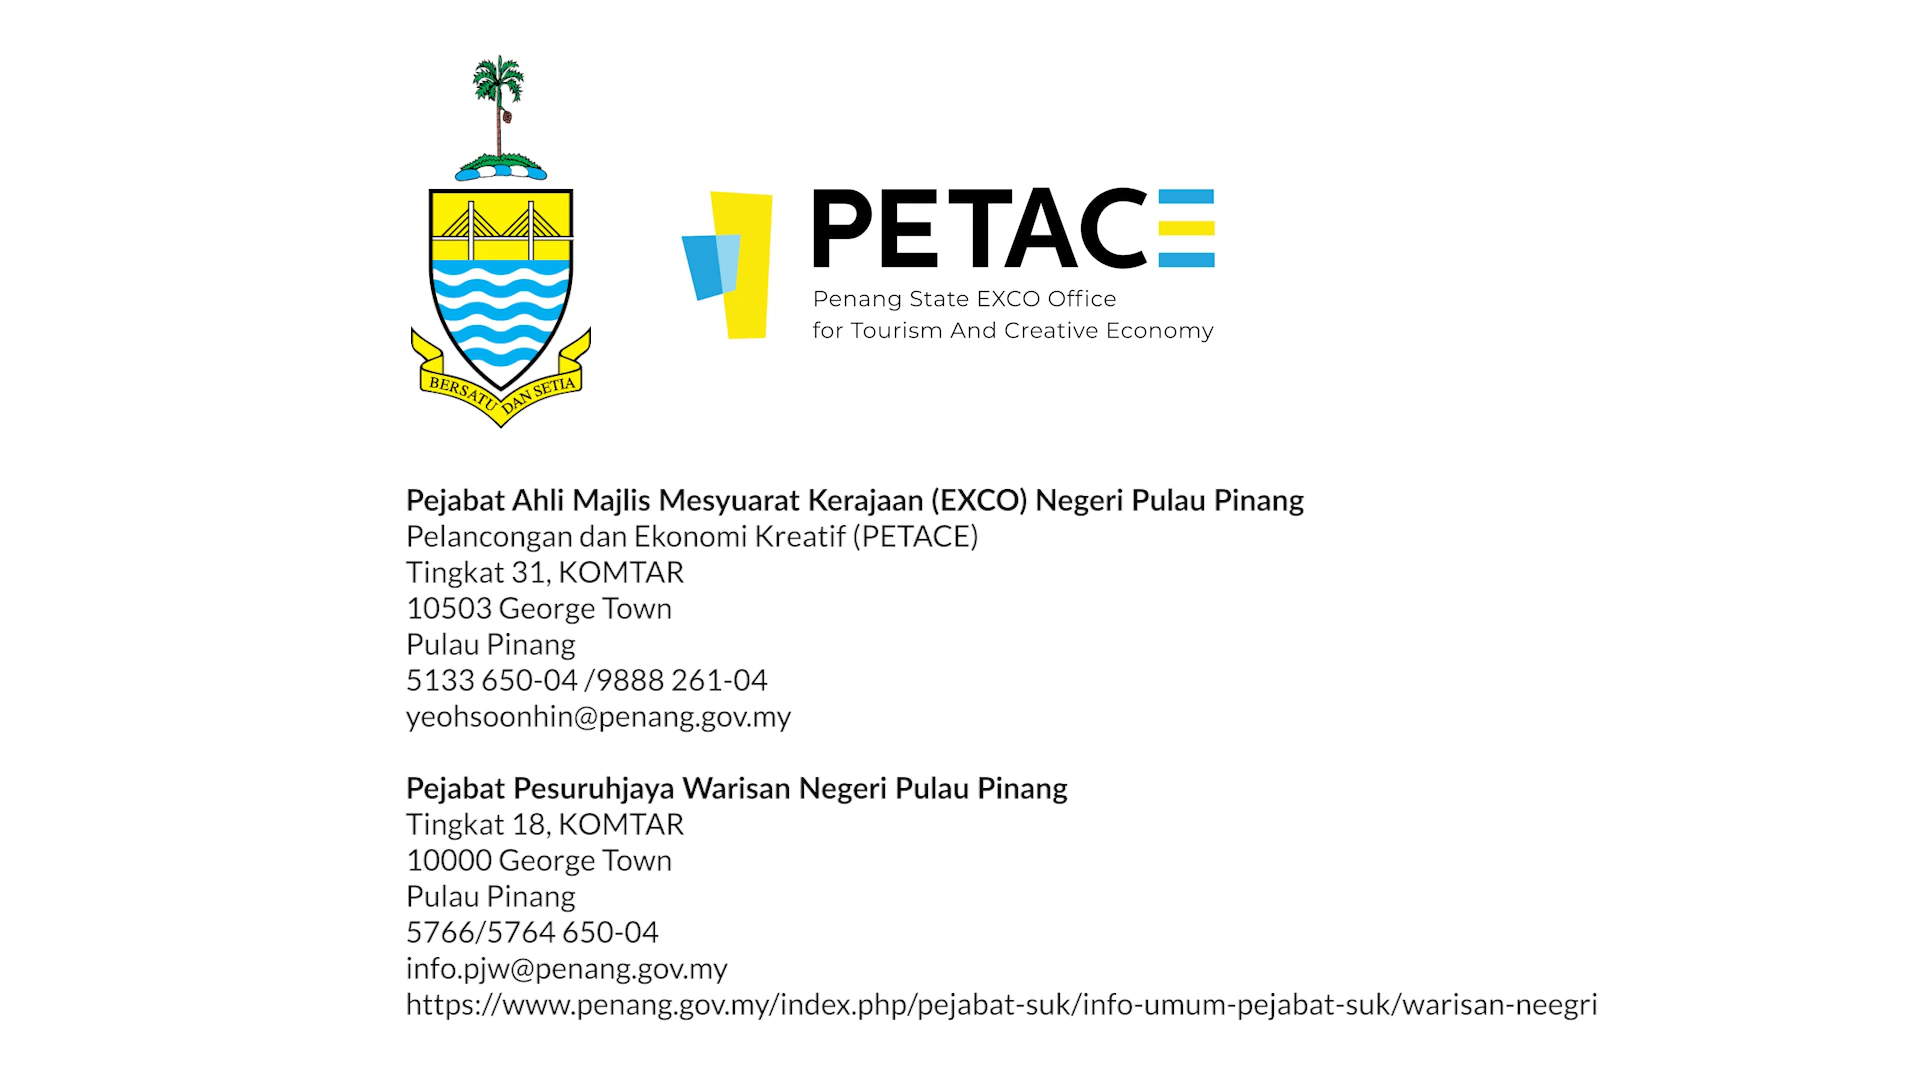 BERSATU DAN SETIA
PETACE
Penang State EXCO Office
for Tourism And Creative Economy
Pejabat Ahli Majlis Mesyuarat Kerajaan (EXCO) Negeri Pulau Pinang
Pelancongan dan Ekonomi Kreatif (PETACE)
Tingkat 31, KOMTAR
10503 George Town
Pulau Pinang
5133 650-04 /9888 261-04
yeohsoonhin@penang.gov.my
Pejabat Pesuruhjaya Warisan Negeri Pulau Pinang
Tingkat 18, KOMTAR
10000 George Town
Pulau Pinang
5766/5764 650-04
info.pjw@penang.gov.my
https://www.penang.gov.my/index.php/pejabat-suk/info-umum-pejabat-suk/warisan-neegri